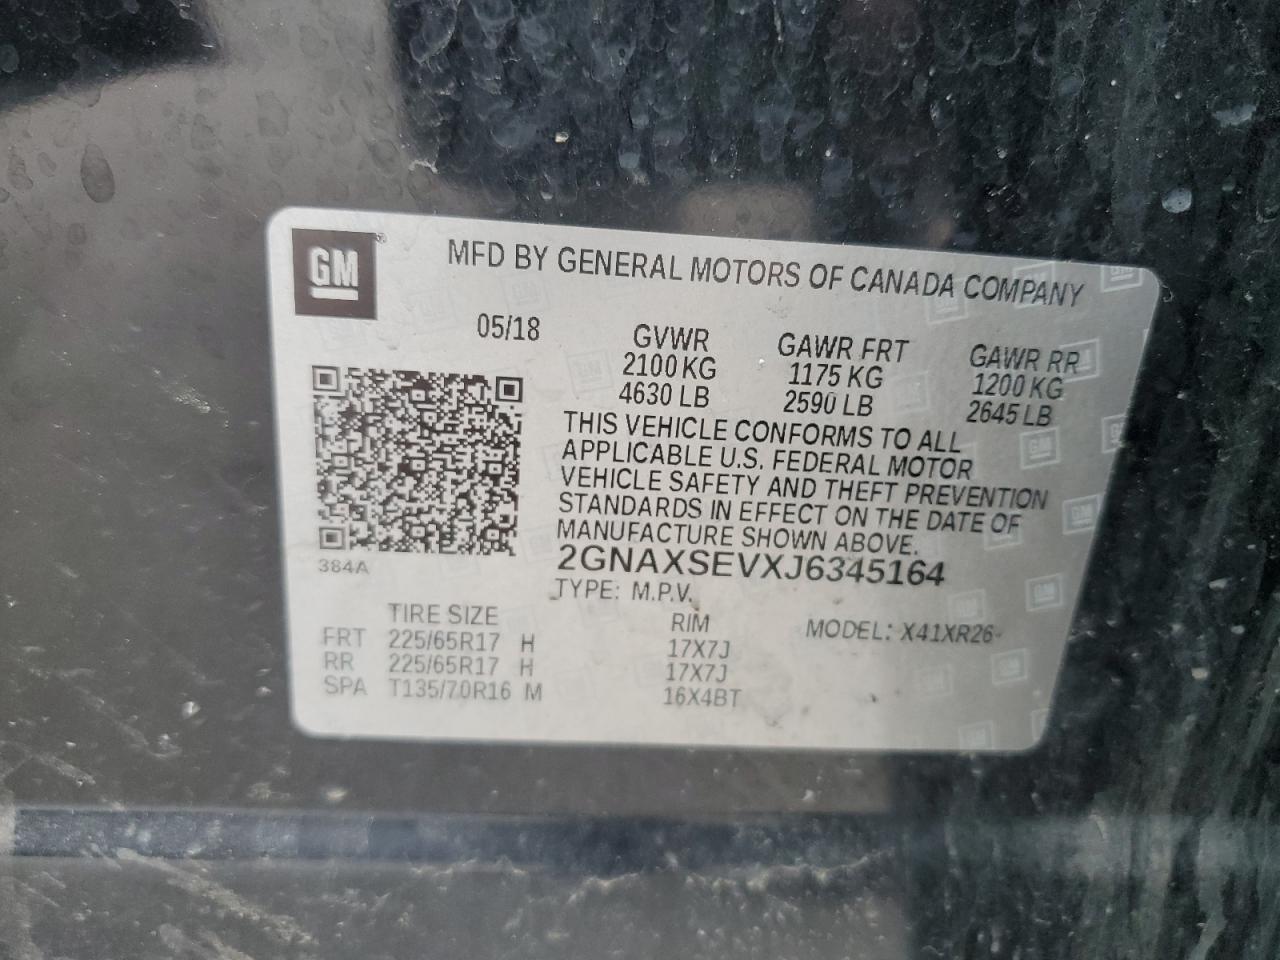 GM ®
MFD BY GENERAL MOTORS OF CANADA COMPANY
05/18 GVWR GAWR FRT GAWR RR
2100 KG 1175 KG 1200 KG
4630 LB 2590 LB 2645 LB
THIS VEHICLE CONFORMS TO ALL
APPLICABLE U.S. FEDERAL MOTOR
VEHICLE SAFETY AND THEFT PREVENTION
STANDARDS IN EFFECT ON THE DATE OF
MANUFACTURE SHOWN ABOVE.
384A
2GNAXSEVXJ6345164
TYPE: M.P.V.
TIRE SIZE RIM MODEL: X41XR26
FRT 225/65R17 H 17X7J
RR 225/65R17 H 17X7J
SPA T135/70R16 M 16X4BT